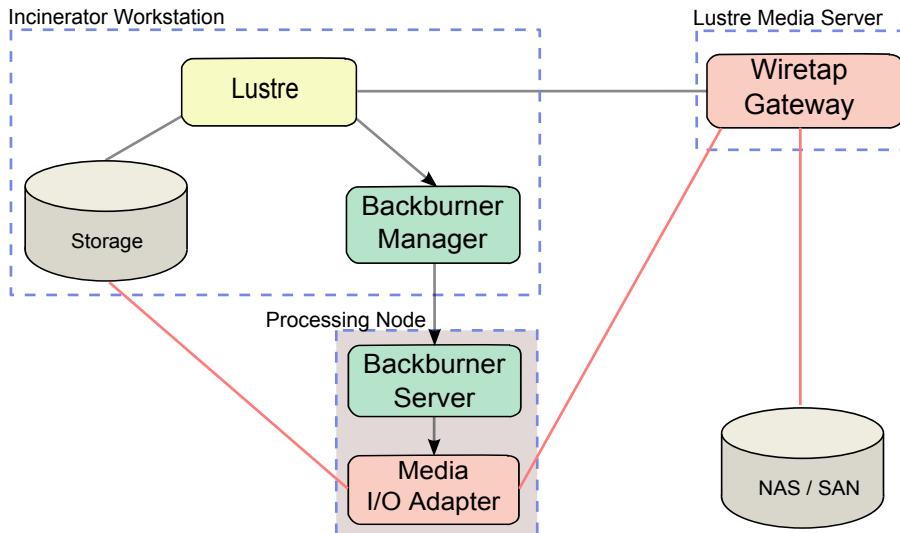 Incinerator Workstation
Lustre Media Server
Lustre
Wiretap
Gateway
Storage
Backburner
Manager
Processing Node
Backburner
Server
Media
I/O Adapter
NAS / SAN